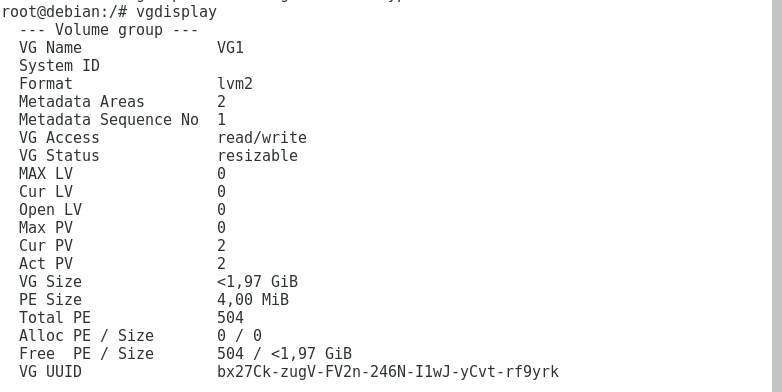 root@debian:/# vgdisplay
  --- Volume group ---
  VG Name               VG1
  System ID
  Format                lvm2
  Metadata Areas        2
  Metadata Sequence No  1
  VG Access             read/write
  VG Status             resizable
  MAX LV                0
  Cur LV                0
  Open LV               0
  Max PV                0
  Cur PV                2
  Act PV                2
  VG Size               <1,97 GiB
  PE Size               4,00 MiB
  Total PE              504
  Alloc PE / Size       0 / 0
  Free  PE / Size       504 / <1,97 GiB
  VG UUID               bx27Ck-zugV-FV2n-246N-I1wJ-yCvt-rf9yrk